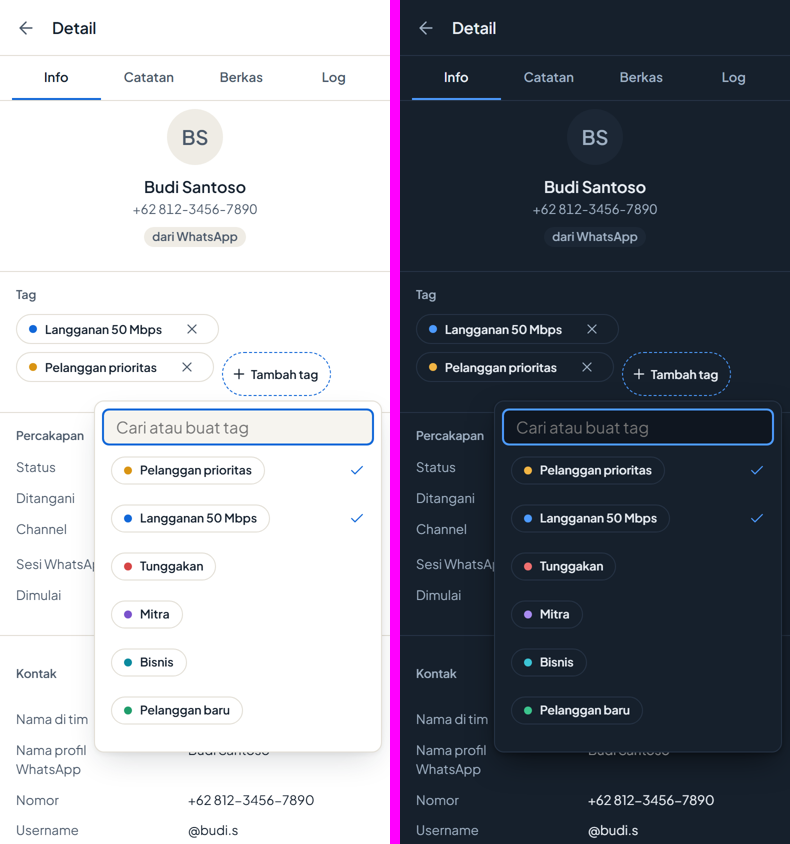 Detail
Info Catatan Berkas Log
BS
Budi Santoso
+62 812-3456-7890
dari WhatsApp
Tag
Langganan 50 Mbps
Pelanggan prioritas
+ Tambah tag
Cari atau buat tag
Percakapan
Pelanggan prioritas
Status
Ditangani
Langganan 50 Mbps
Channel
Sesi WhatsAp
Tunggakan
Dimulai
Mitra
Bisnis
Kontak
Pelanggan baru
Nama di tim
Nama profil WhatsApp
Budi Santoso
Nomor +62 812-3456-7890
Username @budi.s
Detail
Info Catatan Berkas Log
BS
Budi Santoso
+62 812-3456-7890
dari WhatsApp
Tag
Langganan 50 Mbps
Pelanggan prioritas
+ Tambah tag
Cari atau buat tag
Percakapan
Pelanggan prioritas
Status
Ditangani
Langganan 50 Mbps
Channel
Sesi WhatsAp
Tunggakan
Dimulai
Mitra
Bisnis
Kontak
Pelanggan baru
Nama di tim
Nama profil WhatsApp
Budi Santoso
Nomor +62 812-3456-7890
Username @budi.s